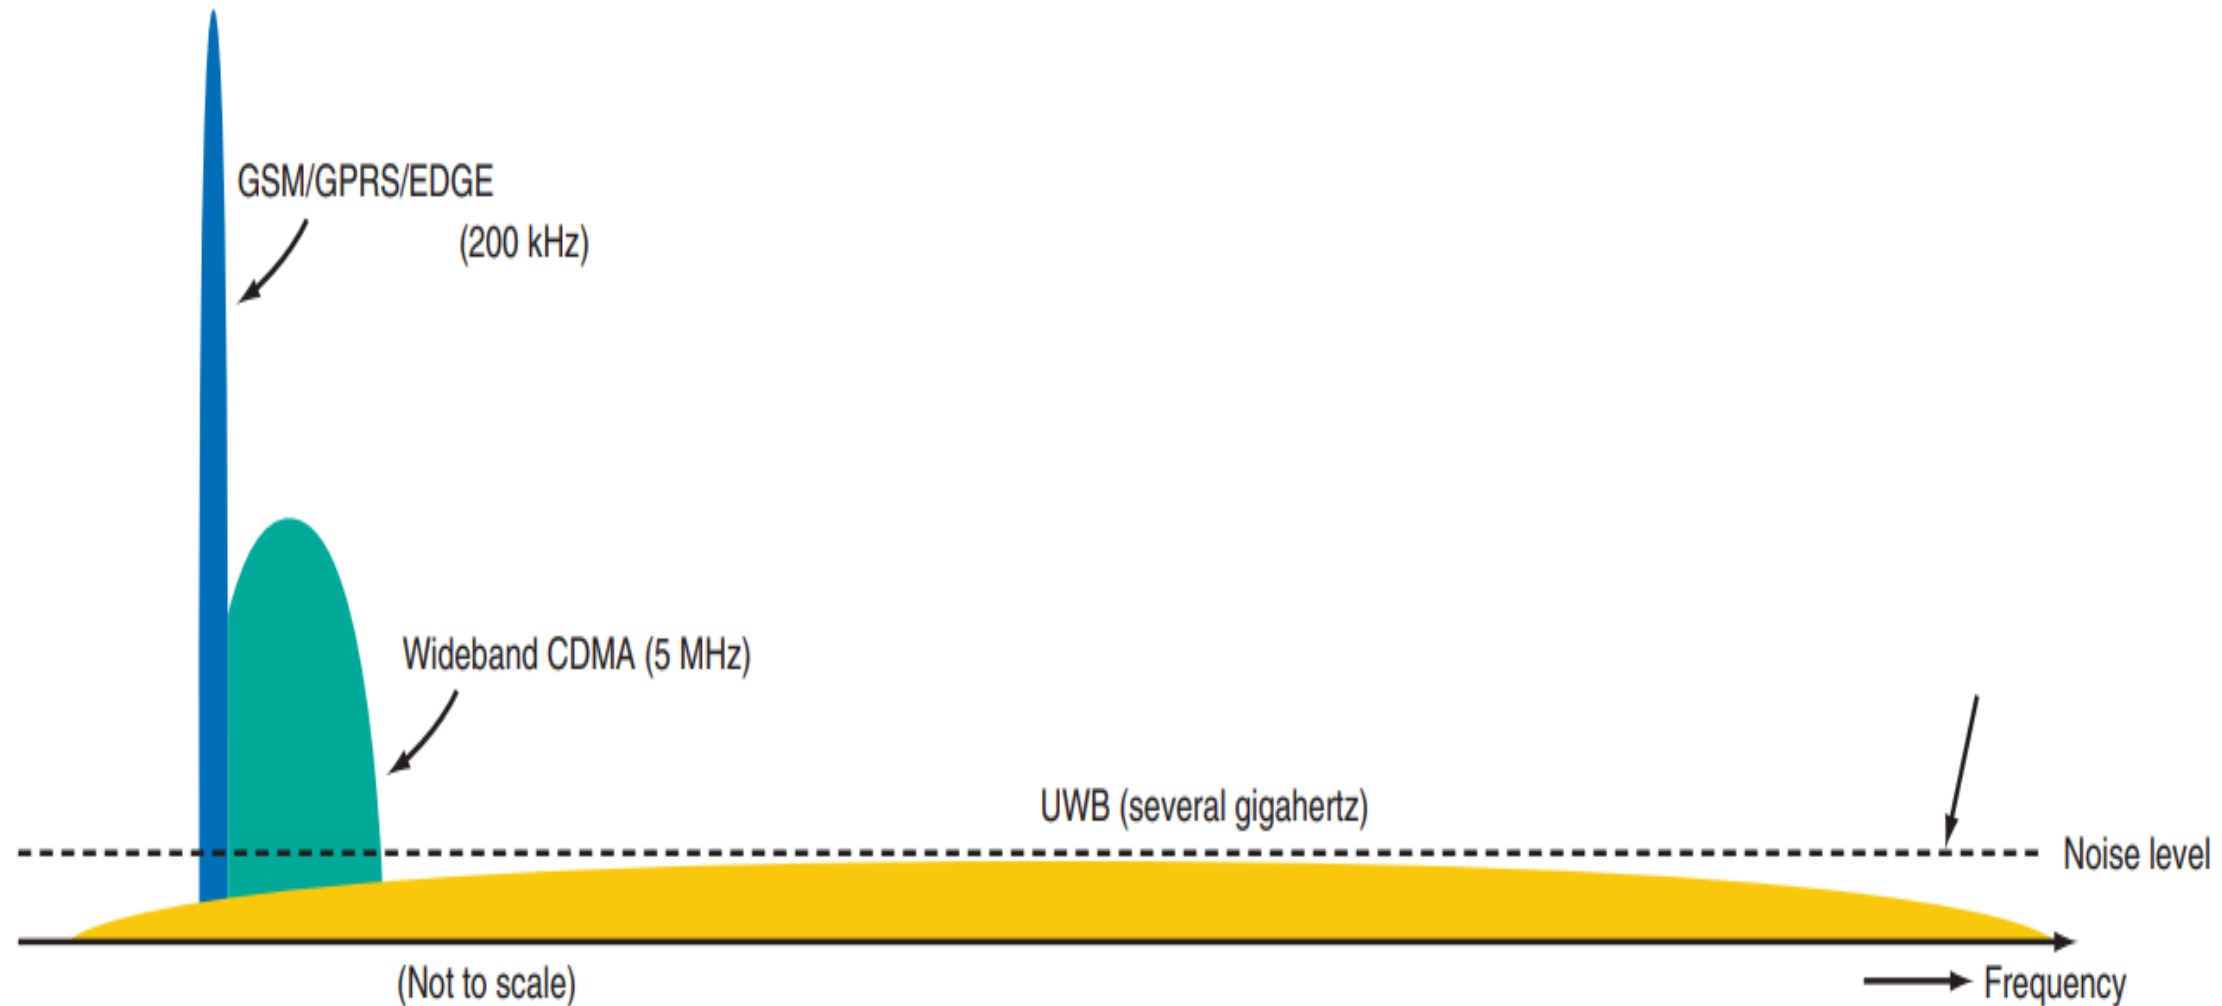 GSM/GPRS/EDGE
(200 kHz)
Wideband CDMA (5 MHz)
UWB (several gigahertz)
Noise level
(Not to scale)
Frequency